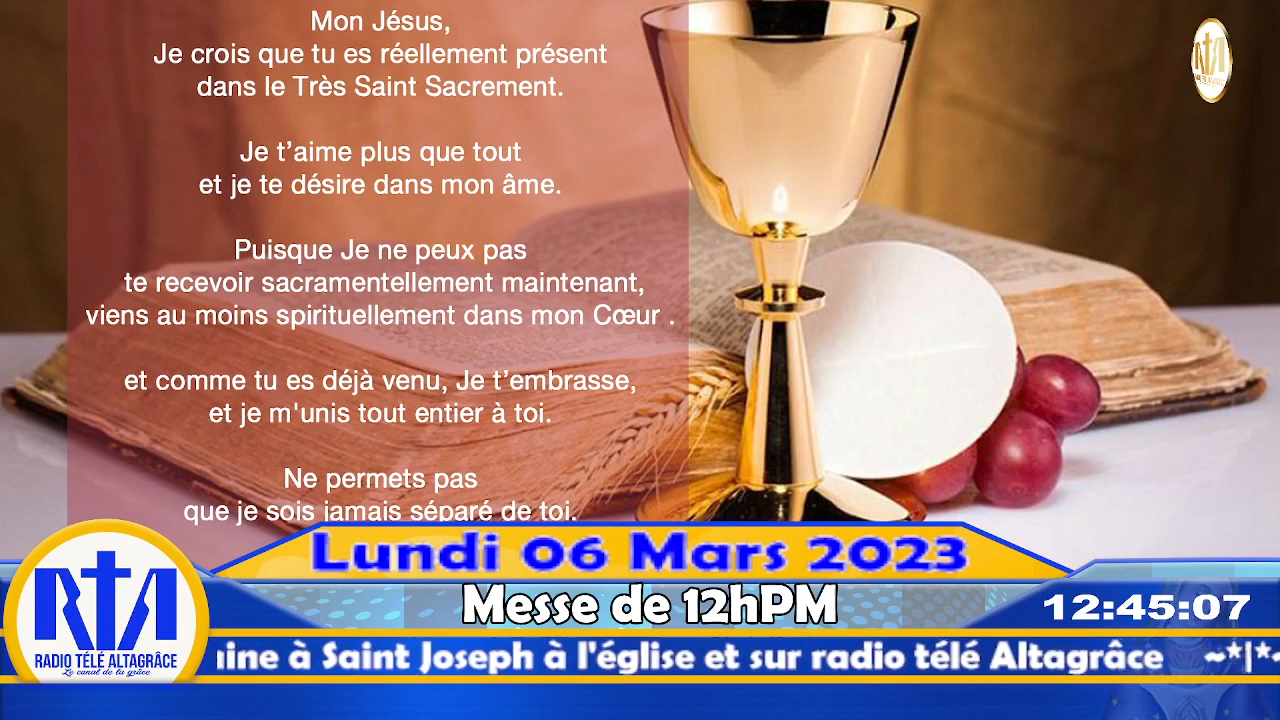 Mon Jésus,
Je crois que tu es réellement présent
dans le Très Saint Sacrement.
Je t’aime plus que tout
et je te désire dans mon âme.
Puisque Je ne peux pas
te recevoir sacramentellement maintenant,
viens au moins spirituellement dans mon Cœur .
et comme tu es déjà venu, Je t’embrasse,
et je m'unis tout entier à toi.
Ne permets pas
que je sois jamais séparé de toi.
Lundi 06 Mars 2023
Messe de 12hPM
12:45:07
à Saint Joseph à l'église et sur radio télé Altagrâce ~*|*~
RTA
RADIO TÉLÉ ALTAGRÂCE
Le canal de la grâce
RTA